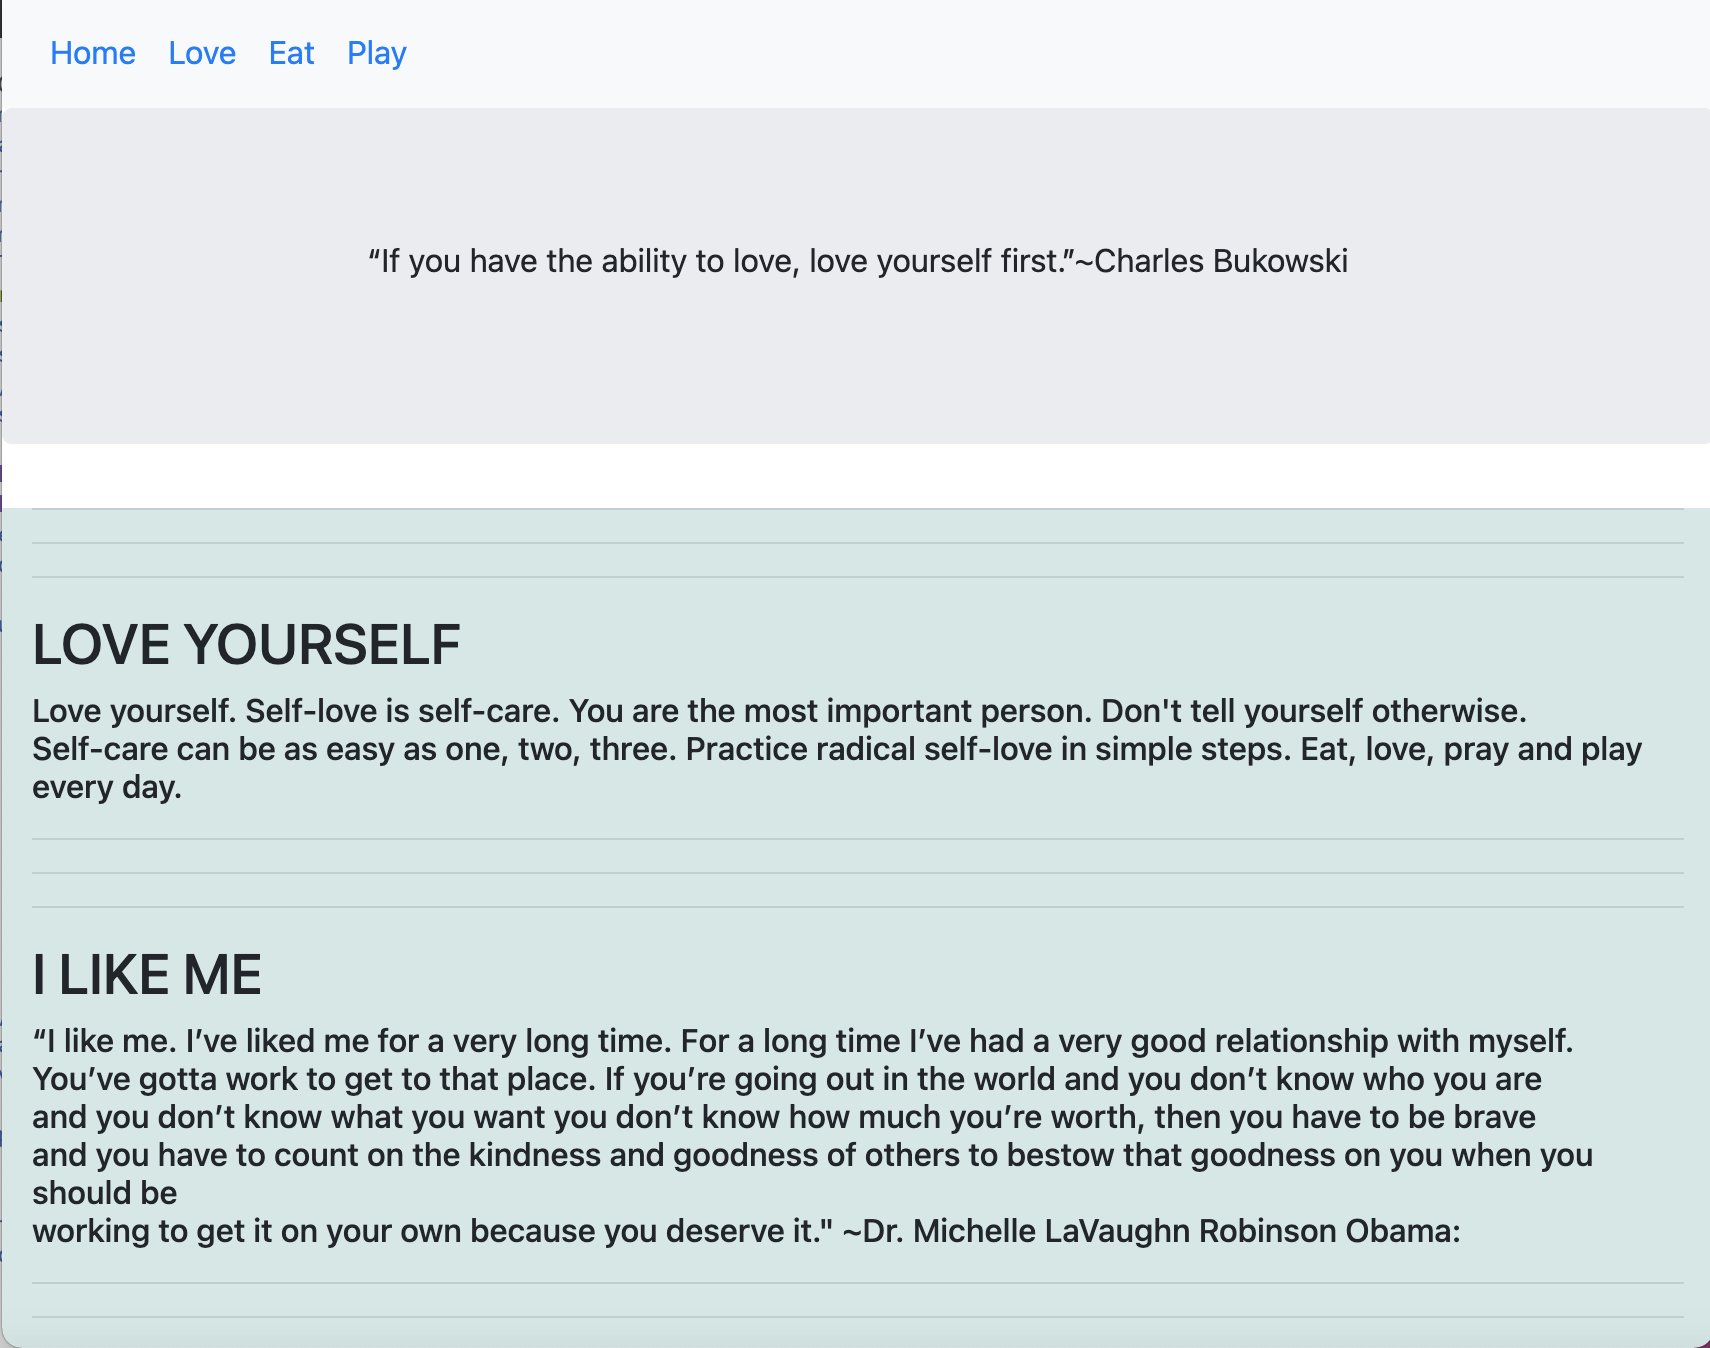 Home Love Eat Play
“If you have the ability to love, love yourself first.”~Charles Bukowski
LOVE YOURSELF
Love yourself. Self-love is self-care. You are the most important person. Don't tell yourself otherwise.
Self-care can be as easy as one, two, three. Practice radical self-love in simple steps. Eat, love, pray and play
every day.
I LIKE ME
“I like me. I’ve liked me for a very long time. For a long time I’ve had a very good relationship with myself.
You’ve gotta work to get to that place. If you’re going out in the world and you don’t know who you are
and you don’t know what you want you don’t know how much you’re worth, then you have to be brave
and you have to count on the kindness and goodness of others to bestow that goodness on you when you
should be
working to get it on your own because you deserve it." ~Dr. Michelle LaVaughn Robinson Obama: